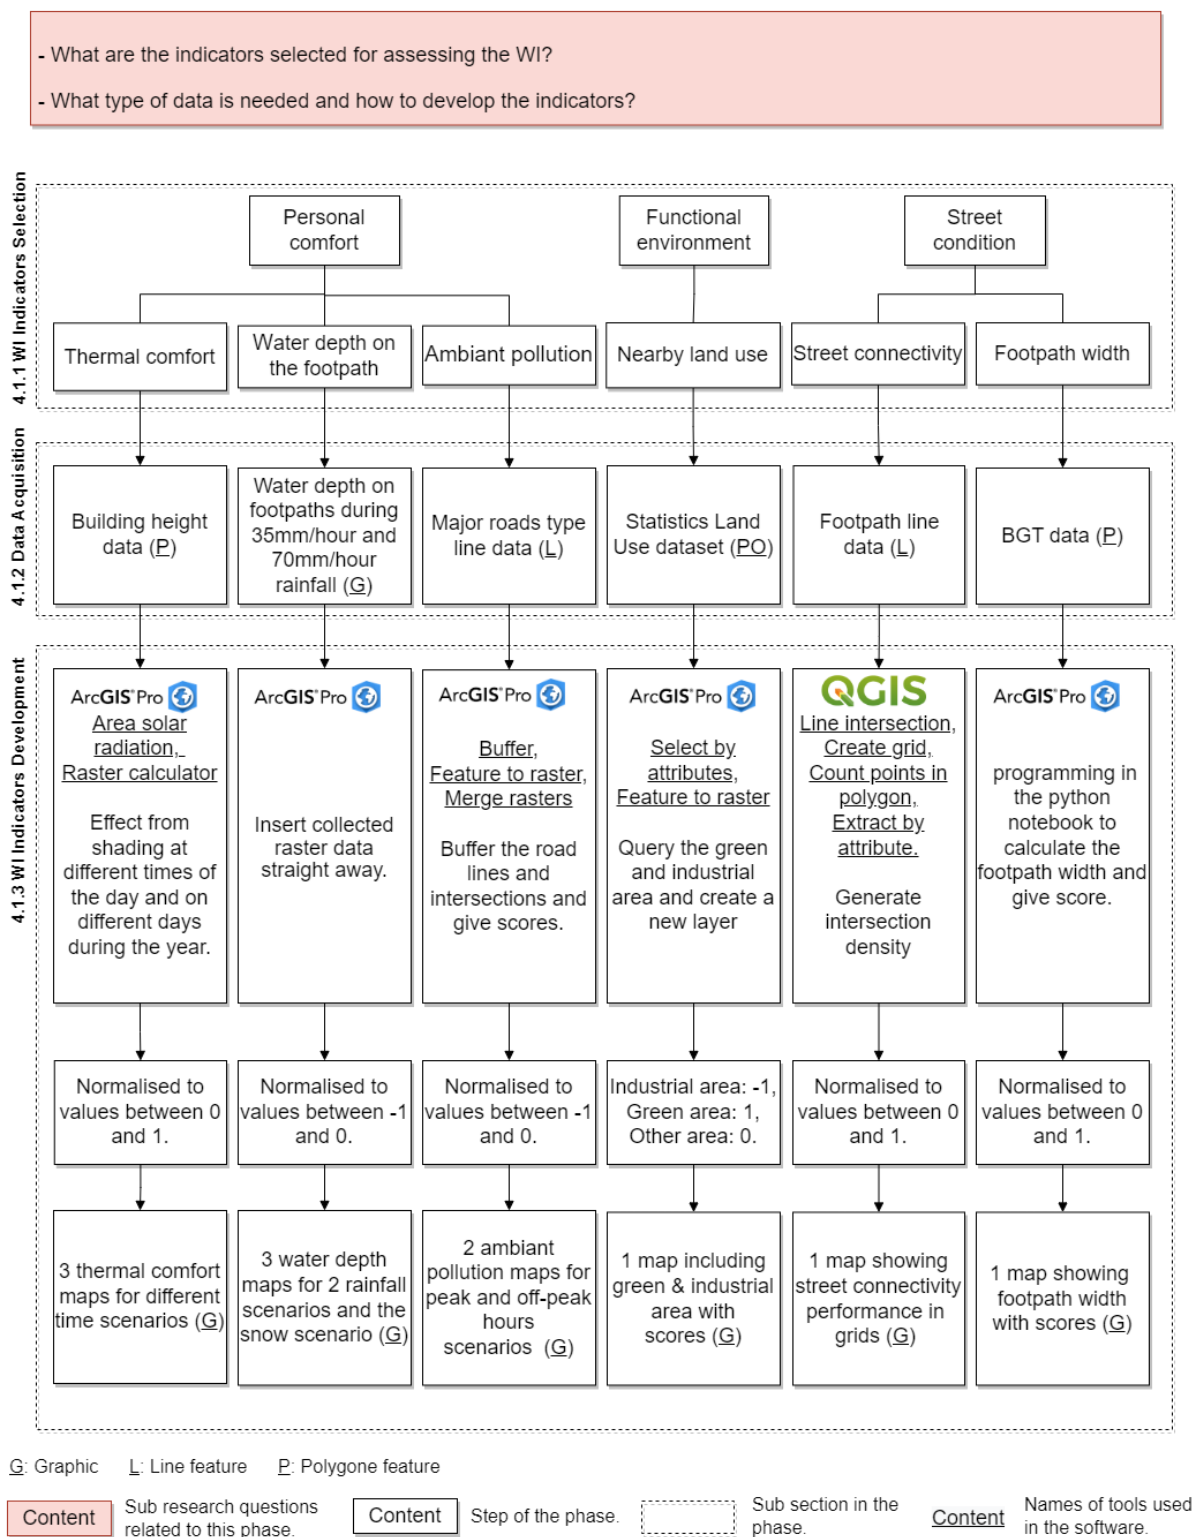 - What are the indicators selected for assessing the WI?
- What type of data is needed and how to develop the indicators?
4.1.1 WI Indicators Selection
Personal
comfort
Functional
environment
Street
condition
Thermal comfort
Water depth on
the footpath
Ambiant pollution
Nearby land use
Street connectivity
Footpath width
4.1.2 Data Acquisition
Building height
data (P)
Water depth on
footpaths during
35mm/hour and
70mm/hour
rainfall (G)
Major roads type
line data (L)
Statistics Land
Use dataset (PO)
Footpath line
data (L)
BGT data (P)
4.1.3 WI Indicators Development
ArcGIS Pro
Area solar
radiation,
Raster calculator
Effect from
shading at
different times of
the day and on
different days
during the year.
ArcGIS Pro
Insert collected
raster data
straight away.
ArcGIS Pro
Buffer,
Feature to raster,
Merge rasters
Buffer the road
lines and
intersections and
give scores.
ArcGIS Pro
Select by
attributes,
Feature to raster
Query the green
and industrial
area and create a
new layer
QGIS
Line intersection,
Create grid,
Count points in
polygon,
Extract by
attribute.
Generate
intersection
density
ArcGIS Pro
programming in
the python
notebook to
calculate the
footpath width and
give score.
Normalised to
values between 0
and 1.
Normalised to
values between -1
and 0.
Normalised to
values between -1
and 0.
Industrial area: -1,
Green area: 1,
Other area: 0.
Normalised to
values between 0
and 1.
Normalised to
values between 0
and 1.
3 thermal comfort
maps for different
time scenarios (G)
3 water depth
maps for 2 rainfall
scenarios and the
snow scenario (G)
2 ambiant
pollution maps for
peak and off-peak
hours
scenarios (G)
1 map including
green & industrial
area with
scores (G)
1 map showing
street connectivity
performance in
grids (G)
1 map showing
footpath width
with scores (G)
G: Graphic L: Line feature P: Polygone feature
Content
Sub research questions
related to this phase.
Content
Step of the phase.
Sub section in the
phase.
Content
Names of tools used
in the software.